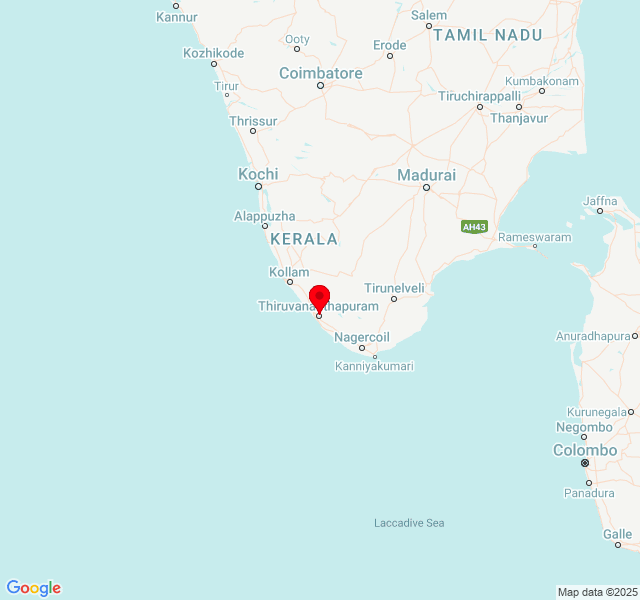 Kannur
Salem
TAMIL NADU
Ooty
Erode
Kozhikode
Coimbatore
Kumbakonam
Tirur
Tiruchirappalli
Thanjavur
Thrissur
Kochi
Madurai
Jaffna
Alappuzha
AH43
KERALA
Rameswaram
Kollam
Tirunelveli
Thiruvananthapuram
Nagercoil
Anuradhapura
Kanniyakumari
Kurunegala
Negombo
Colombo
Panadura
Laccadive Sea
Galle
Google
Map data ©2025